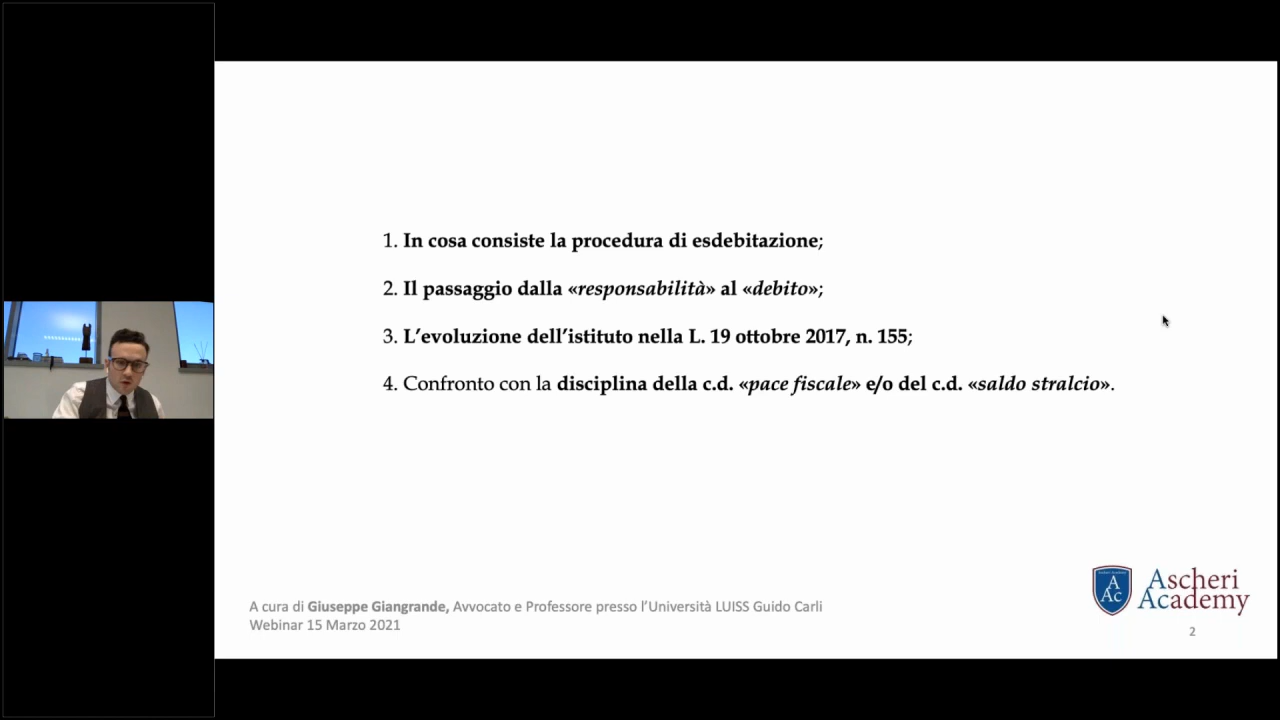 1. In cosa consiste la procedura di esdebitazione;
2. Il passaggio dalla «responsabilità» al «debito»;
3. L’evoluzione dell’istituto nella L. 19 ottobre 2017, n. 155;
4. Confronto con la disciplina della c.d. «pace fiscale» e/o del c.d. «saldo stralcio».
A cura di Giuseppe Giangrande, Avvocato e Professore presso l’Università LUISS Guido Carli
Webinar 15 Marzo 2021
A
Ac
Ascheri
Academy
2